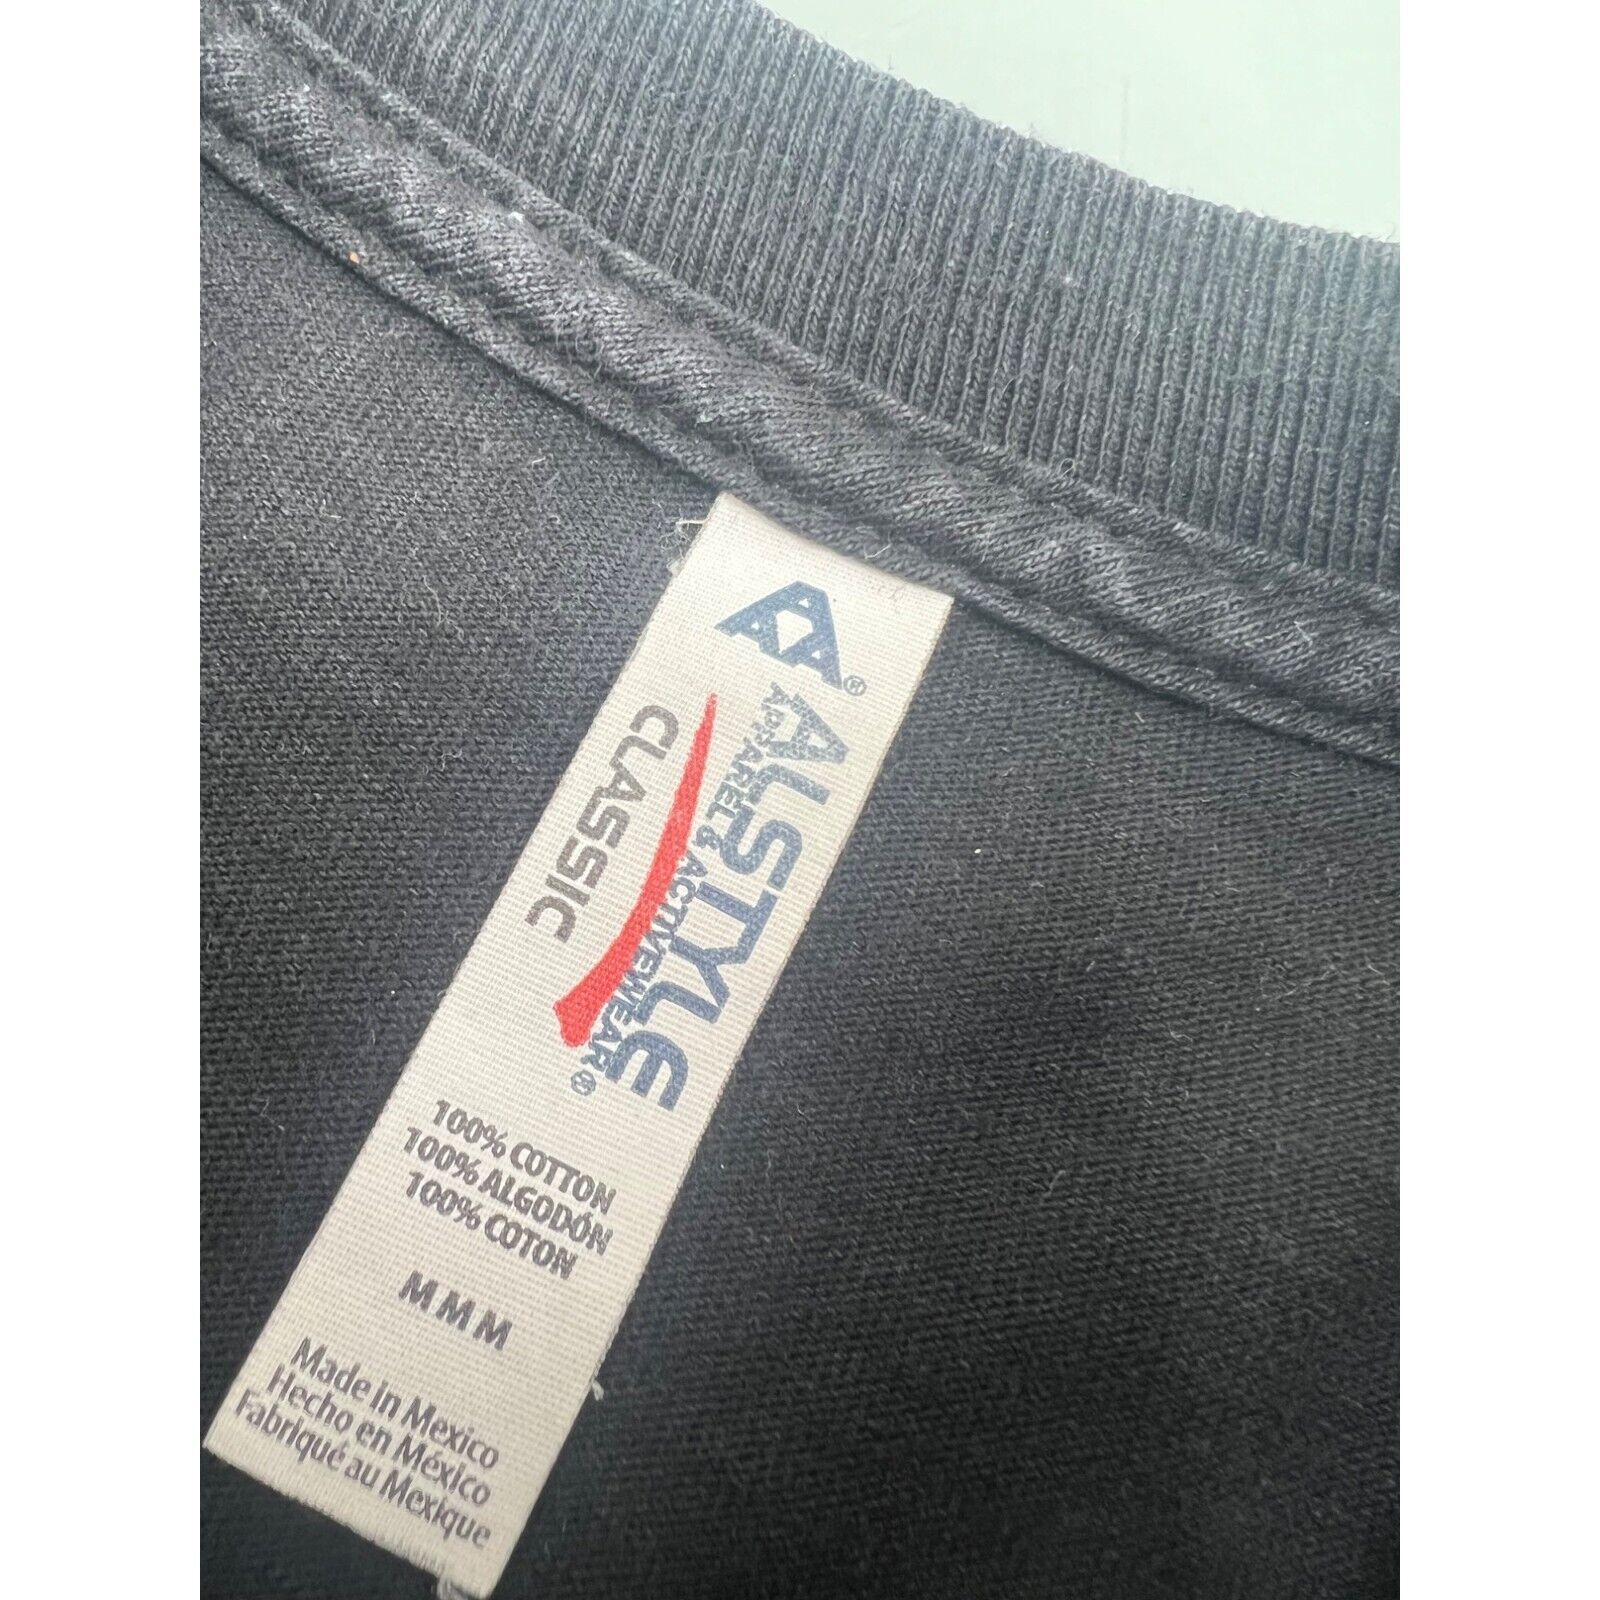 AAA®
ALSTYLE
APPAREL & ACTIVEWEAR®
CLASSIC
100% COTTON
100% ALGODÓN
100% COTON
M M M
Made in Mexico
Hecho en México
Fabriqué au Mexique